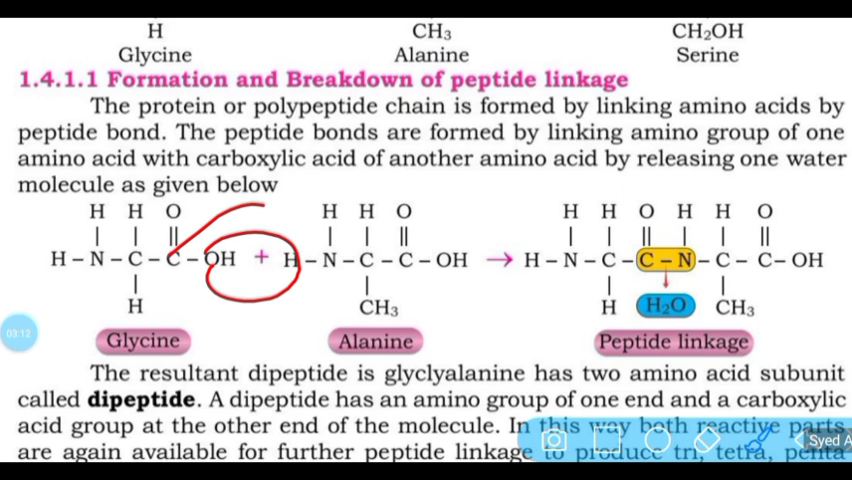 H CH₃ CH₂OH
Glycine Alanine Serine
1.4.1.1 Formation and Breakdown of peptide linkage
The protein or polypeptide chain is formed by linking amino acids by
peptide bond. The peptide bonds are formed by linking amino group of one
amino acid with carboxylic acid of another amino acid by releasing one water
molecule as given below
H H O H H O H H O H H O
| | || | | || | | || | | ||
H – N – C – C – OH + H – N – C – C – OH → H – N – C – C – N – C – C – OH
| | | |
H CH₃ H H₂O CH₃
03:12
Glycine Alanine Peptide linkage
The resultant dipeptide is glyclyalanine has two amino acid subunit
called dipeptide. A dipeptide has an amino group of one end and a carboxylic
acid group at the other end of the molecule. In this way both reactive parts
Syed A
are again available for further peptide linkage to produce tri, tetra, penta